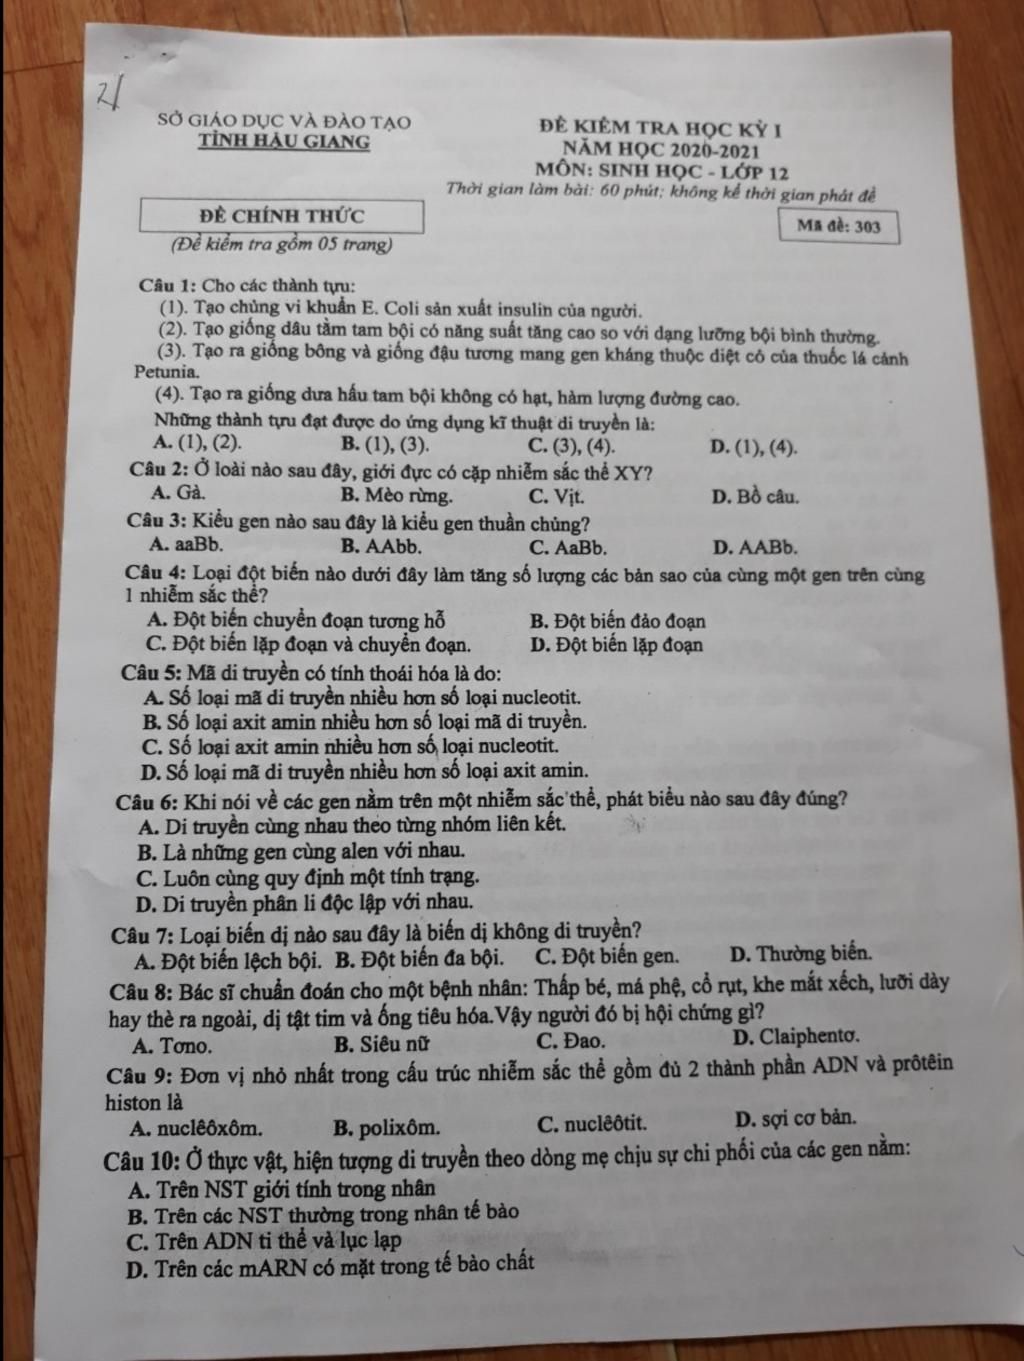 2/
SỞ GIÁO DỤC VÀ ĐÀO TẠO
TỈNH HẬU GIANG
ĐỀ KIỂM TRA HỌC KỲ I
NĂM HỌC 2020-2021
MÔN: SINH HỌC - LỚP 12
Thời gian làm bài: 60 phút; không kể thời gian phát đề
ĐỀ CHÍNH THỨC
Mã đề: 303
(Đề kiểm tra gồm 05 trang)
Câu 1: Cho các thành tựu:
(1). Tạo chủng vi khuẩn E. Coli sản xuất insulin của người.
(2). Tạo giống dâu tằm tam bội có năng suất tăng cao so với dạng lưỡng bội bình thường.
(3). Tạo ra giống bông và giống đậu tương mang gen kháng thuộc diệt cỏ của thuốc lá cảnh
Petunia.
(4). Tạo ra giống dưa hấu tam bội không có hạt, hàm lượng đường cao.
Những thành tựu đạt được do ứng dụng kĩ thuật di truyền là:
A. (1), (2). B. (1), (3). C. (3), (4). D. (1), (4).
Câu 2: Ở loài nào sau đây, giới đực có cặp nhiễm sắc thể XY?
A. Gà. B. Mèo rừng. C. Vịt. D. Bồ câu.
Câu 3: Kiểu gen nào sau đây là kiểu gen thuần chủng?
A. aaBb. B. AAbb. C. AaBb. D. AABb.
Câu 4: Loại đột biến nào dưới đây làm tăng số lượng các bản sao của cùng một gen trên cùng
1 nhiễm sắc thể?
A. Đột biến chuyển đoạn tương hỗ B. Đột biến đảo đoạn
C. Đột biến lặp đoạn và chuyển đoạn. D. Đột biến lặp đoạn
Câu 5: Mã di truyền có tính thoái hóa là do:
A. Số loại mã di truyền nhiều hơn số loại nucleotit.
B. Số loại axit amin nhiều hơn số loại mã di truyền.
C. Số loại axit amin nhiều hơn số loại nucleotit.
D. Số loại mã di truyền nhiều hơn số loại axit amin.
Câu 6: Khi nói về các gen nằm trên một nhiễm sắc thể, phát biểu nào sau đây đúng?
A. Di truyền cùng nhau theo từng nhóm liên kết.
B. Là những gen cùng alen với nhau.
C. Luôn cùng quy định một tính trạng.
D. Di truyền phân li độc lập với nhau.
Câu 7: Loại biến dị nào sau đây là biến dị không di truyền?
A. Đột biến lệch bội. B. Đột biến đa bội. C. Đột biến gen. D. Thường biến.
Câu 8: Bác sĩ chuẩn đoán cho một bệnh nhân: Thấp bé, má phệ, cổ rụt, khe mắt xếch, lưỡi dày
hay thè ra ngoài, dị tật tim và ống tiêu hóa.Vậy người đó bị hội chứng gì?
A. Tơno. B. Siêu nữ C. Đao. D. Claiphentơ.
Câu 9: Đơn vị nhỏ nhất trong cấu trúc nhiễm sắc thể gồm đủ 2 thành phần ADN và prôtêin
histon là
A. nuclêôxôm. B. polixôm. C. nuclêôtit. D. sợi cơ bản.
Câu 10: Ở thực vật, hiện tượng di truyền theo dòng mẹ chịu sự chi phối của các gen nằm:
A. Trên NST giới tính trong nhân
B. Trên các NST thường trong nhân tế bào
C. Trên ADN ti thể và lục lạp
D. Trên các mARN có mặt trong tế bào chất